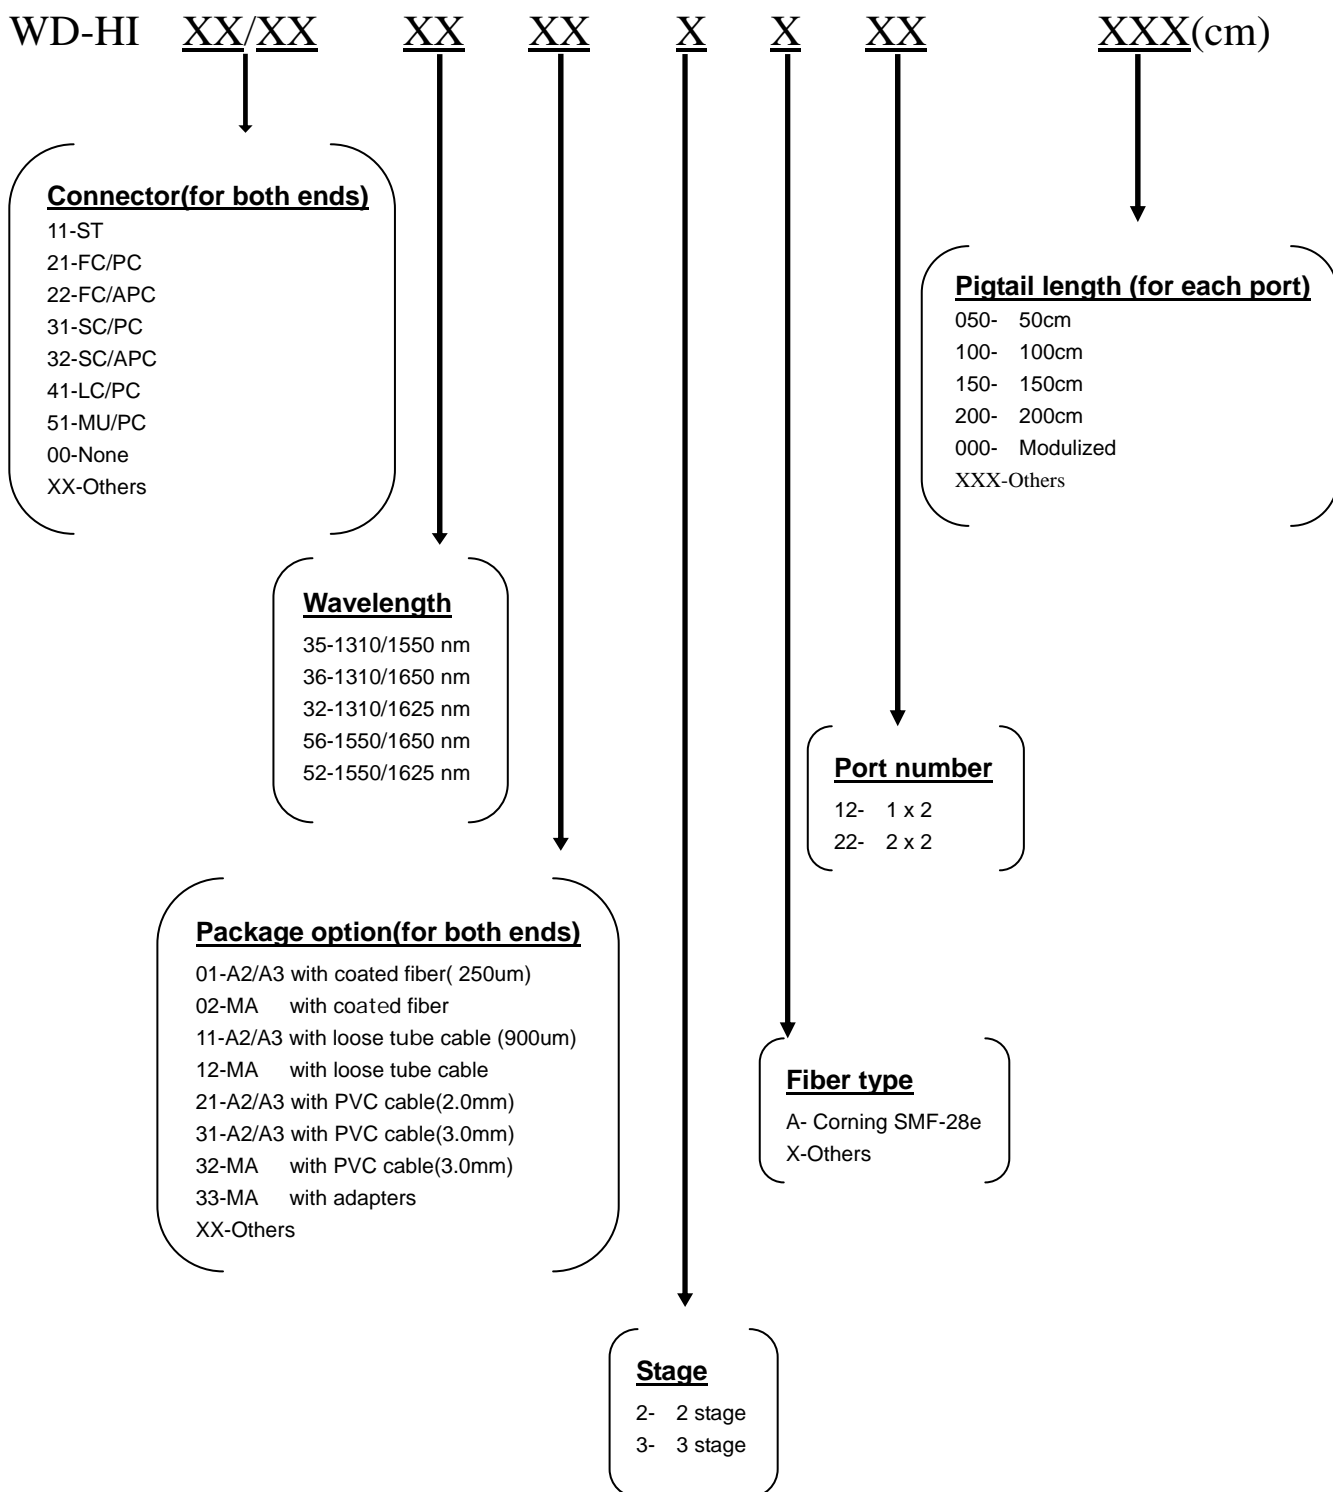 WD-HI XX/XX XX XX X X XX XXX(cm)
Connector(for both ends)
11-ST
21-FC/PC
22-FC/APC
31-SC/PC
32-SC/APC
41-LC/PC
51-MU/PC
00-None
XX-Others
Pigtail length (for each port)
050- 50cm
100- 100cm
150- 150cm
200- 200cm
000- Modulized
XXX-Others
Wavelength
35-1310/1550 nm
36-1310/1650 nm
32-1310/1625 nm
56-1550/1650 nm
52-1550/1625 nm
Port number
12- 1 x 2
22- 2 x 2
Package option(for both ends)
01-A2/A3 with coated fiber( 250um)
02-MA with coated fiber
11-A2/A3 with loose tube cable (900um)
12-MA with loose tube cable
21-A2/A3 with PVC cable(2.0mm)
31-A2/A3 with PVC cable(3.0mm)
32-MA with PVC cable(3.0mm)
33-MA with adapters
XX-Others
Fiber type
A- Corning SMF-28e
X-Others
Stage
2- 2 stage
3- 3 stage